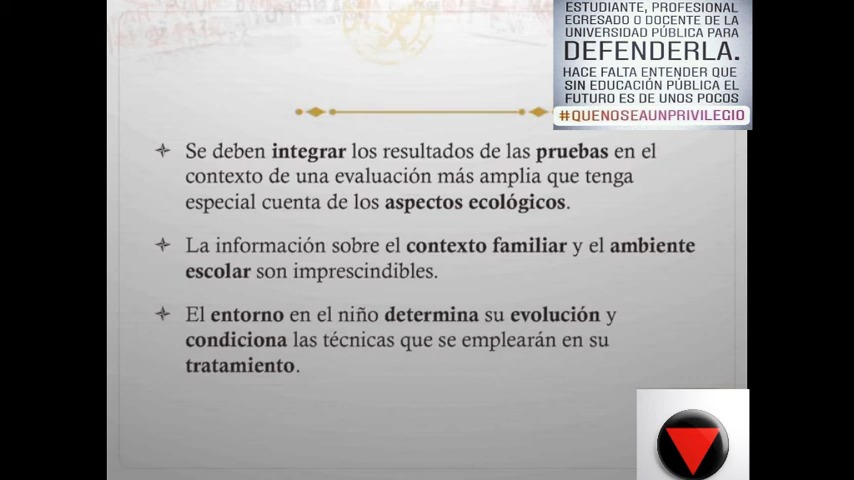 ESTUDIANTE, PROFESIONAL
EGRESADO O DOCENTE DE LA
UNIVERSIDAD PÚBLICA PARA
DEFENDERLA.
HACE FALTA ENTENDER QUE
SIN EDUCACIÓN PÚBLICA EL
FUTURO ES DE UNOS POCOS
#QUENOSEAUNPRIVILEGIO
Se deben integrar los resultados de las pruebas en el
contexto de una evaluación más amplia que tenga
especial cuenta de los aspectos ecológicos.
La información sobre el contexto familiar y el ambiente
escolar son imprescindibles.
El entorno en el niño determina su evolución y
condiciona las técnicas que se emplearán en su
tratamiento.